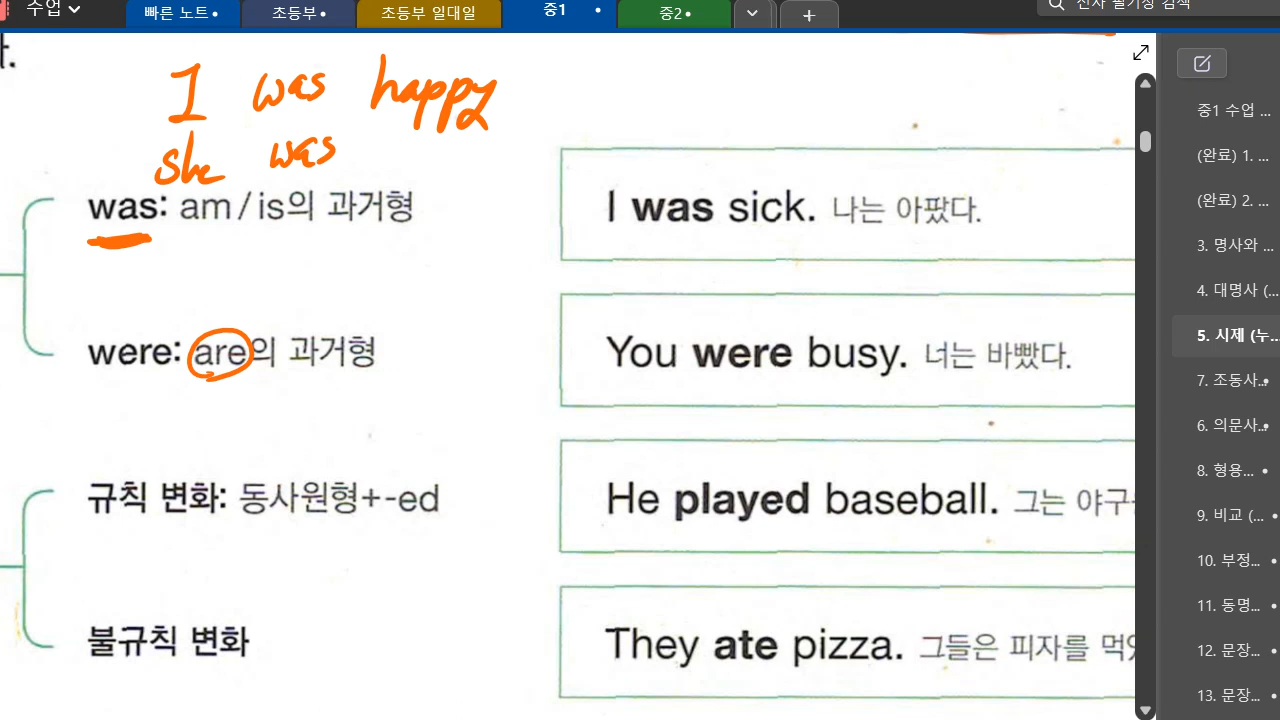 수업
빠른 노트
초등부
초등부 일대일
중1
중2
I was happy
she was
was: am/is의 과거형
I was sick. 나는 아팠다.
were: are의 과거형
You were busy. 너는 바빴다.
규칙 변화: 동사원형+-ed
He played baseball. 그는 야구
불규칙 변화
They ate pizza. 그들은 피자를
중1 수업 ...
(완료) 1. ...
(완료) 2. ...
3. 명사와 ...
4. 대명사 (...
5. 시제 (누...
7. 조동사...
6. 의문사...
8. 형용...
9. 비교 (...
10. 부정...
11. 동명...
12. 문장...
13. 문장...